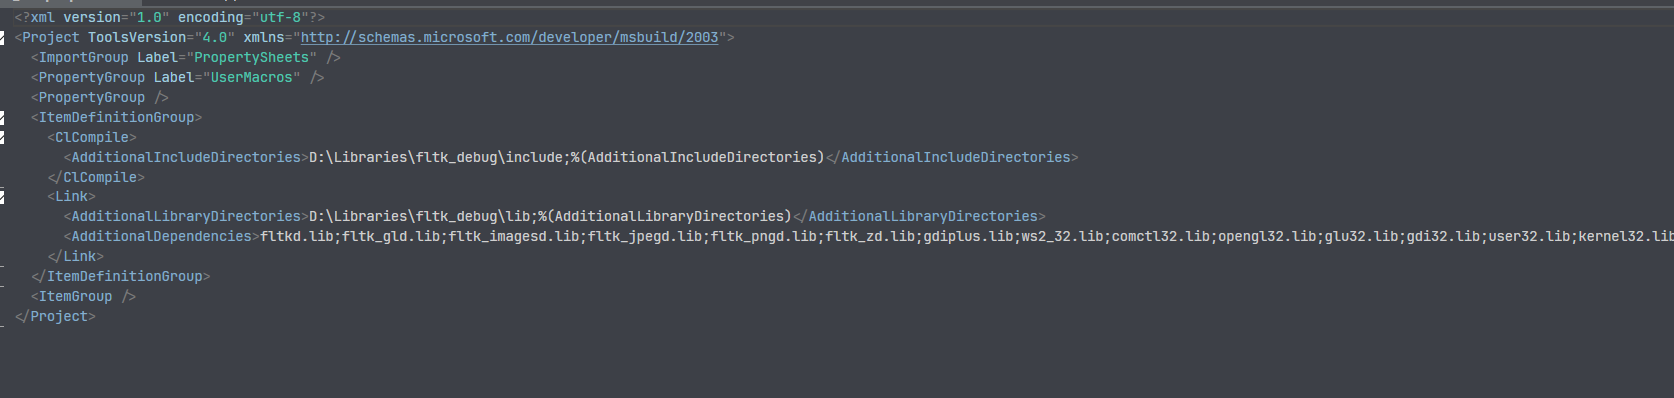 <?xml version="1.0" encoding="utf-8"?>
<Project ToolsVersion="4.0" xmlns="http://schemas.microsoft.com/developer/msbuild/2003">
<ImportGroup Label="PropertySheets" />
<PropertyGroup Label="UserMacros" />
<PropertyGroup />
<ItemDefinitionGroup>
<ClCompile>
<AdditionalIncludeDirectories>D:\Libraries\fltk_debug\include;%(AdditionalIncludeDirectories)</AdditionalIncludeDirectories>
</ClCompile>
<Link>
<AdditionalLibraryDirectories>D:\Libraries\fltk_debug\lib;%(AdditionalLibraryDirectories)</AdditionalLibraryDirectories>
<AdditionalDependencies>fltkd.lib;fltk_gld.lib;fltk_imagesd.lib;fltk_jpegd.lib;fltk_pngd.lib;fltk_zd.lib;gdiplus.lib;ws2_32.lib;comctl32.lib;opengl32.lib;glu32.lib;gdi32.lib;user32.lib;kernel32.lib
</Link>
</ItemDefinitionGroup>
<ItemGroup />
</Project>